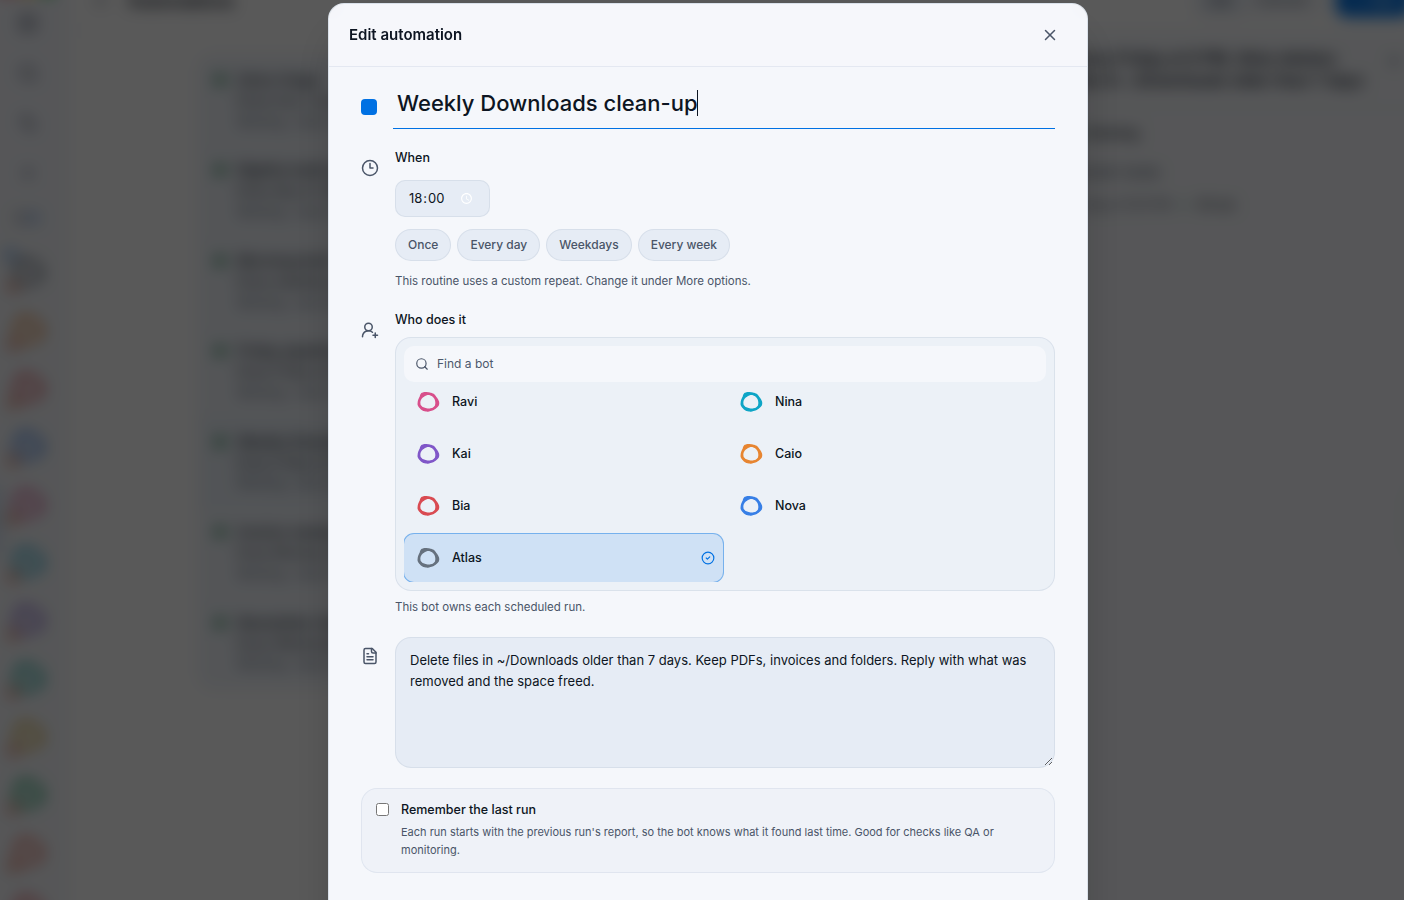 Edit automation
Weekly Downloads clean-up
When
18:00
Once
Every day
Weekdays
Every week
This routine uses a custom repeat. Change it under More options.
Who does it
Find a bot
Ravi
Nina
Kai
Caio
Bia
Nova
Atlas
This bot owns each scheduled run.
Delete files in ~/Downloads older than 7 days. Keep PDFs, invoices and folders. Reply with what was
removed and the space freed.
Remember the last run
Each run starts with the previous run's report, so the bot knows what it found last time. Good for checks like QA or
monitoring.